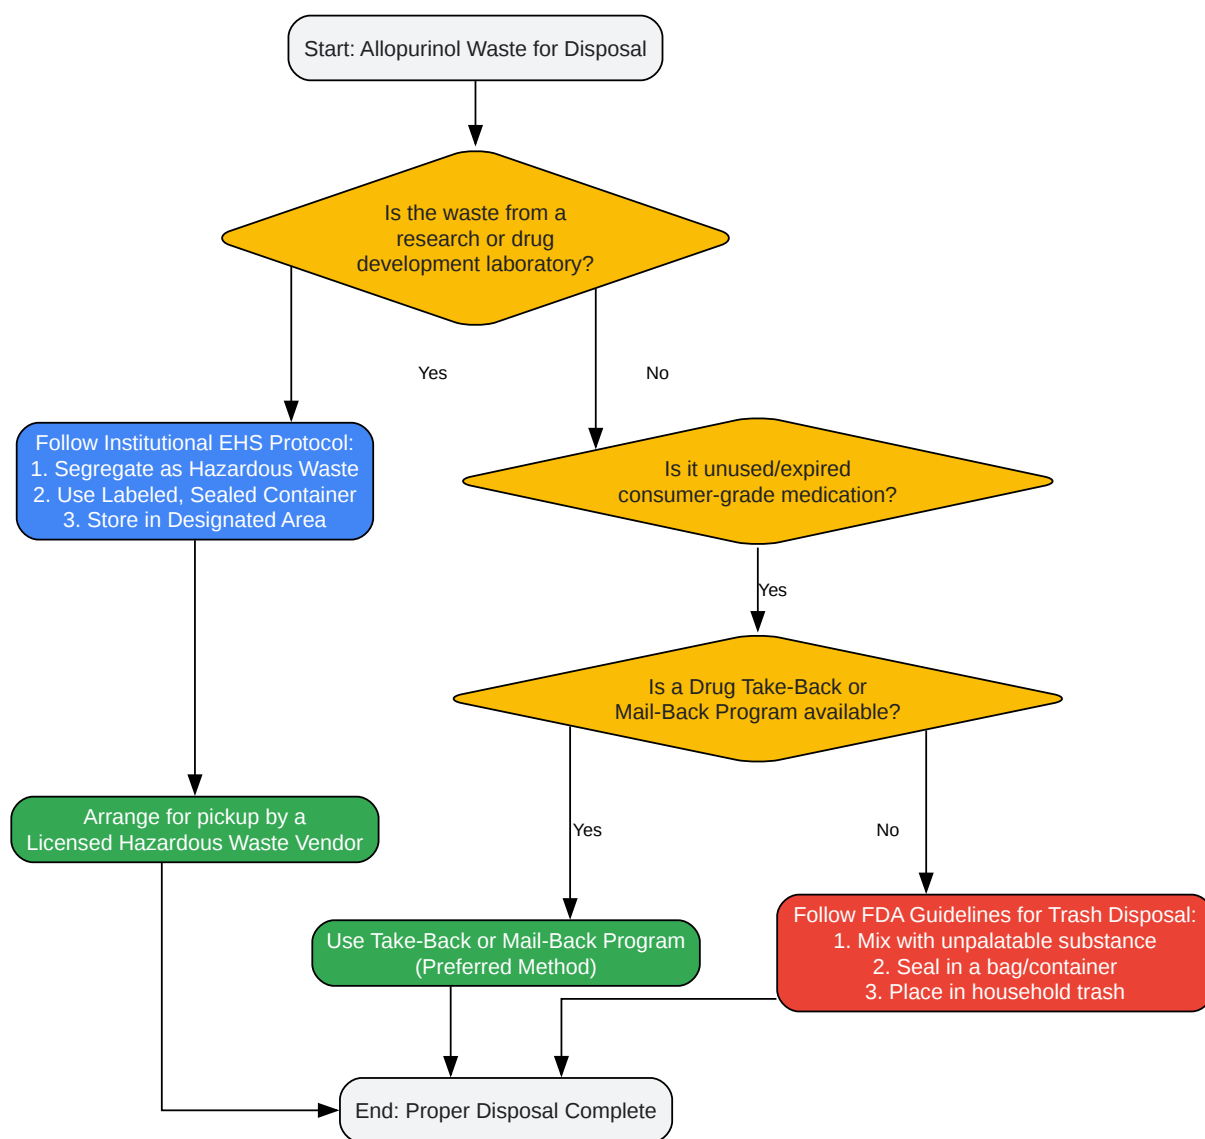 Start: Allopurinol Waste for Disposal
Is the waste from a
research or drug
development laboratory?
Yes
No
Follow Institutional EHS Protocol:
1. Segregate as Hazardous Waste
2. Use Labeled, Sealed Container
3. Store in Designated Area
Is it unused/expired
consumer-grade medication?
Yes
Is a Drug Take-Back or
Mail-Back Program available?
Arrange for pickup by a
Licensed Hazardous Waste Vendor
Yes
No
Use Take-Back or Mail-Back Program
(Preferred Method)
Follow FDA Guidelines for Trash Disposal:
1. Mix with unpalatable substance
2. Seal in a bag/container
3. Place in household trash
End: Proper Disposal Complete